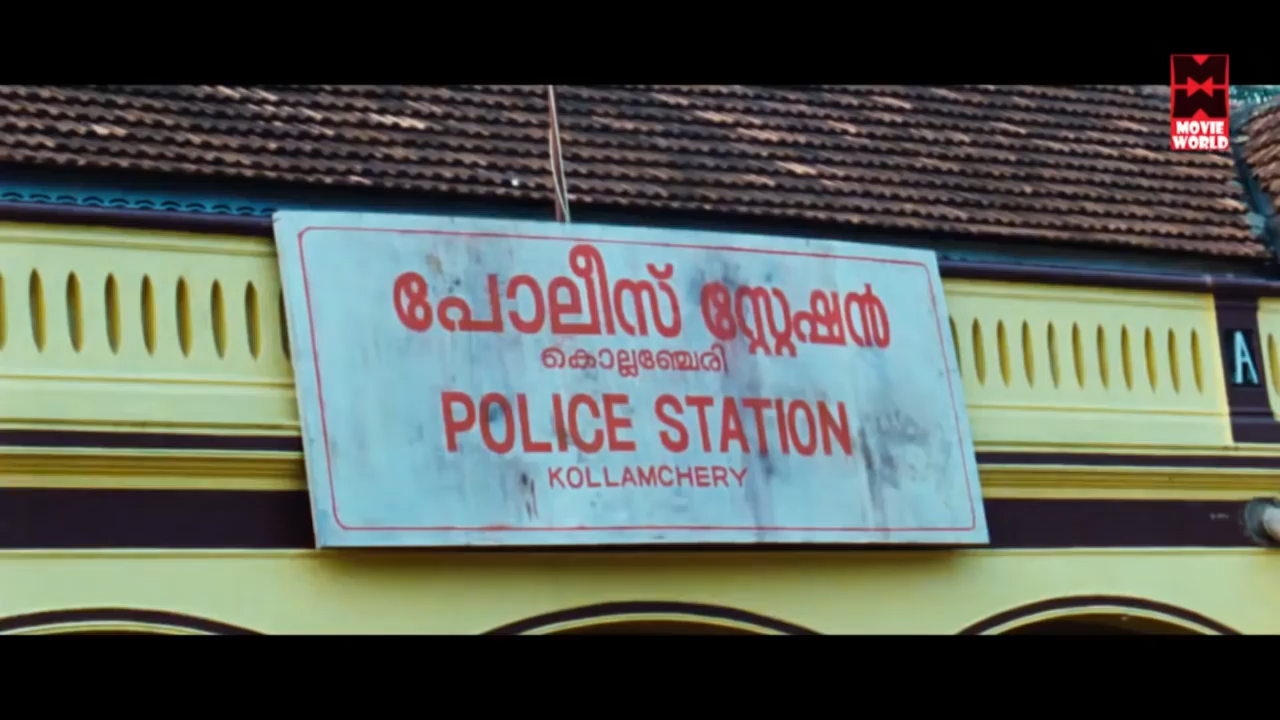 MOVIE
WORLD
പോലീസ് സ്റ്റേഷൻ
കൊല്ലഞ്ചേരി
POLICE STATION
KOLLAMCHERY
A